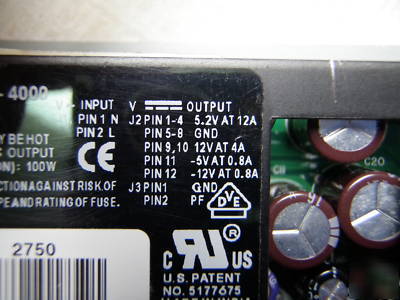 - 4000
V~ INPUT V OUTPUT
PIN 1 N J2 PIN 1-4 5.2V AT 12A
Y BE HOT PIN 2 L PIN 5-8 GND
OUTPUT PIN 9,10 12V AT 4A
): 100W CE PIN 11 -5V AT 0.8A
PIN 12 -12V AT 0.8A
CTION AGAINST RISK OF J3 PIN1 GND
PE AND RATING OF FUSE. PIN2 PF DVE
2750
C US
U.S. PATENT
NO. 5177675
C20
16